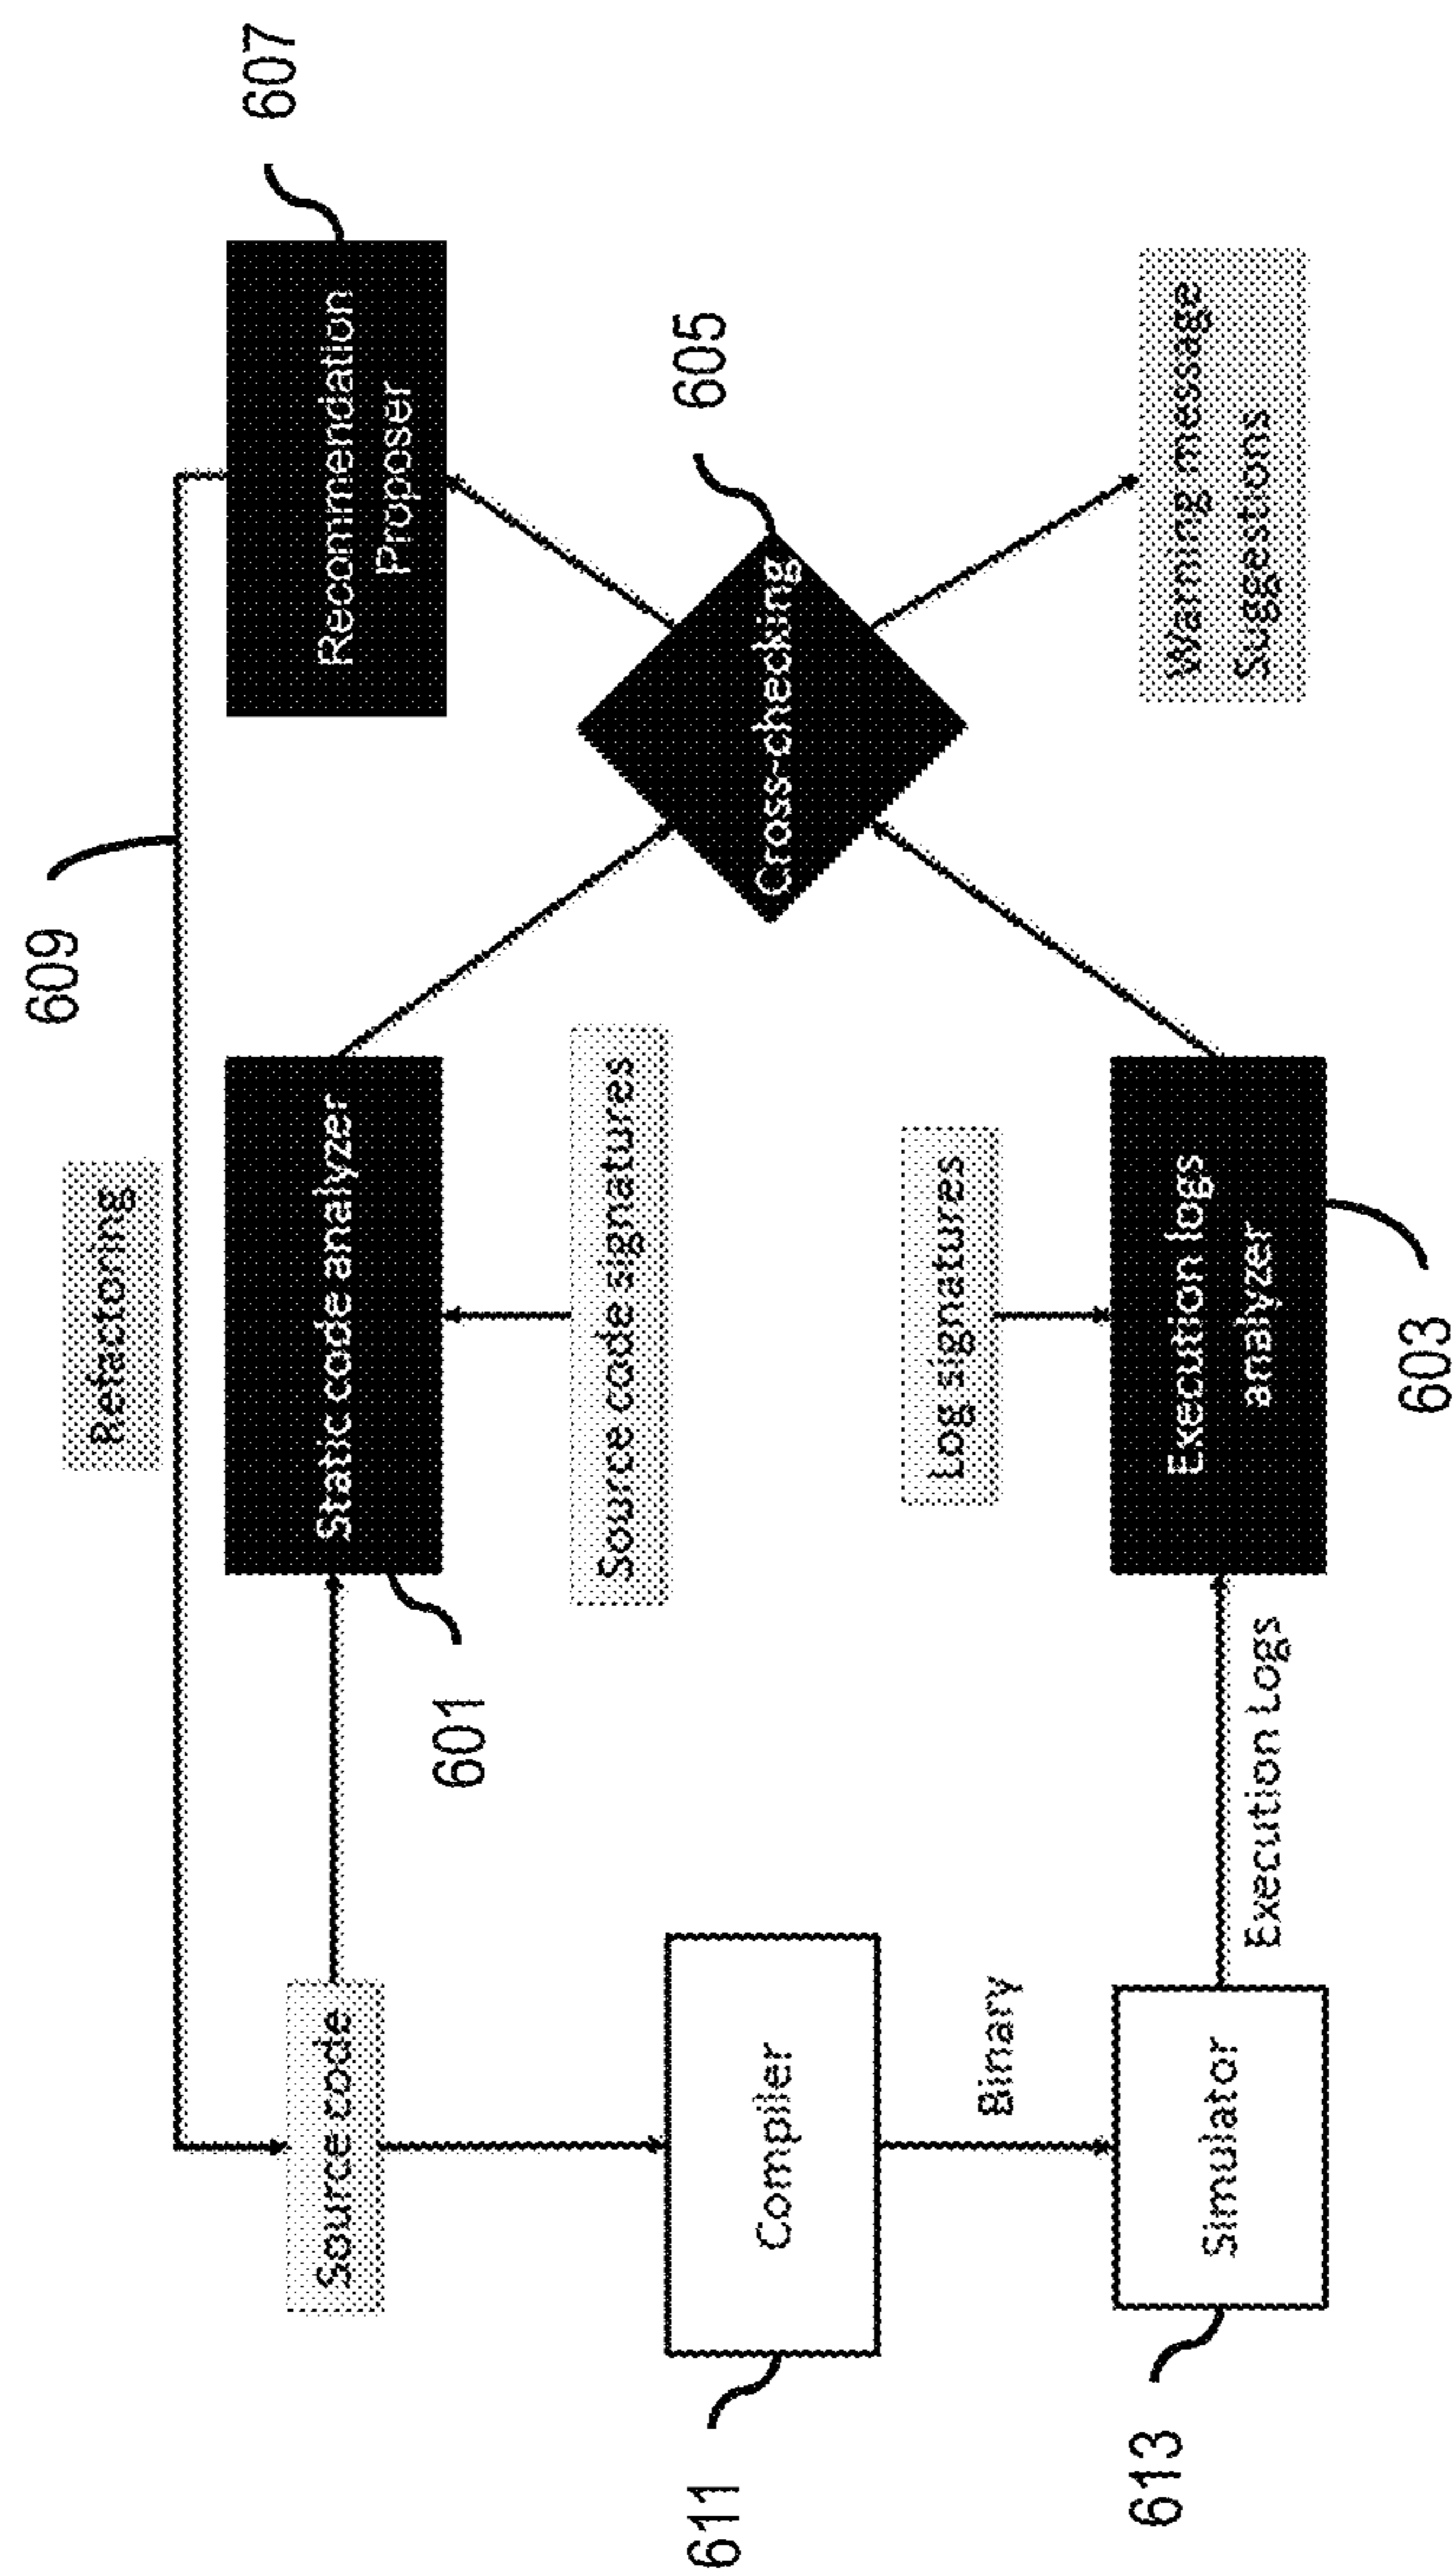 609
Refactoring
607
Recommendation
Proposer
Static code analyzer
Source code
601
Source code signatures
605
Cross-checking
611
Compiler
Binary
Log signatures
Warning message
Suggestions
613
Simulator
Execution Logs
Execution logs
analyzer
603